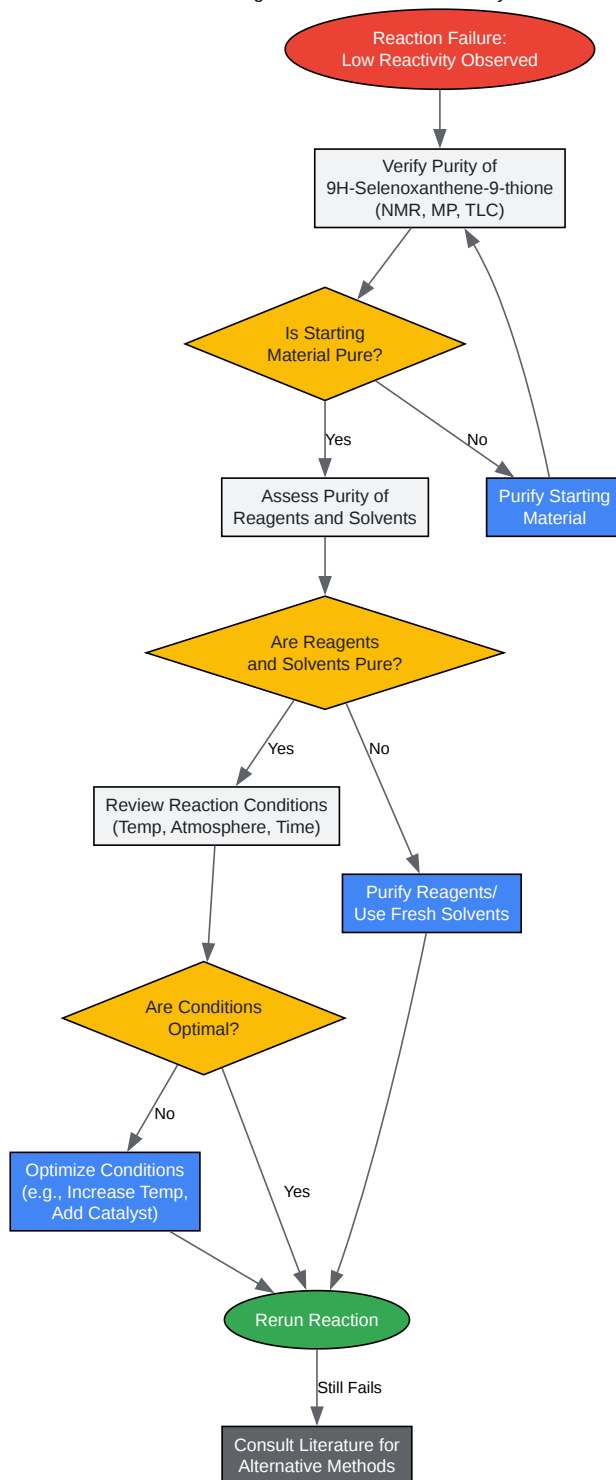 Reaction Failure:
Low Reactivity Observed
Verify Purity of
9H-Selenoxanthene-9-thione
(NMR, MP, TLC)
Is Starting
Material Pure?
Yes
No
Assess Purity of
Reagents and Solvents
Purify Starting
Material
Are Reagents
and Solvents Pure?
Yes
No
Review Reaction Conditions
(Temp, Atmosphere, Time)
Purify Reagents/
Use Fresh Solvents
Are Conditions
Optimal?
No
Yes
Optimize Conditions
(e.g., Increase Temp,
Add Catalyst)
Rerun Reaction
Still Fails
Consult Literature for
Alternative Methods